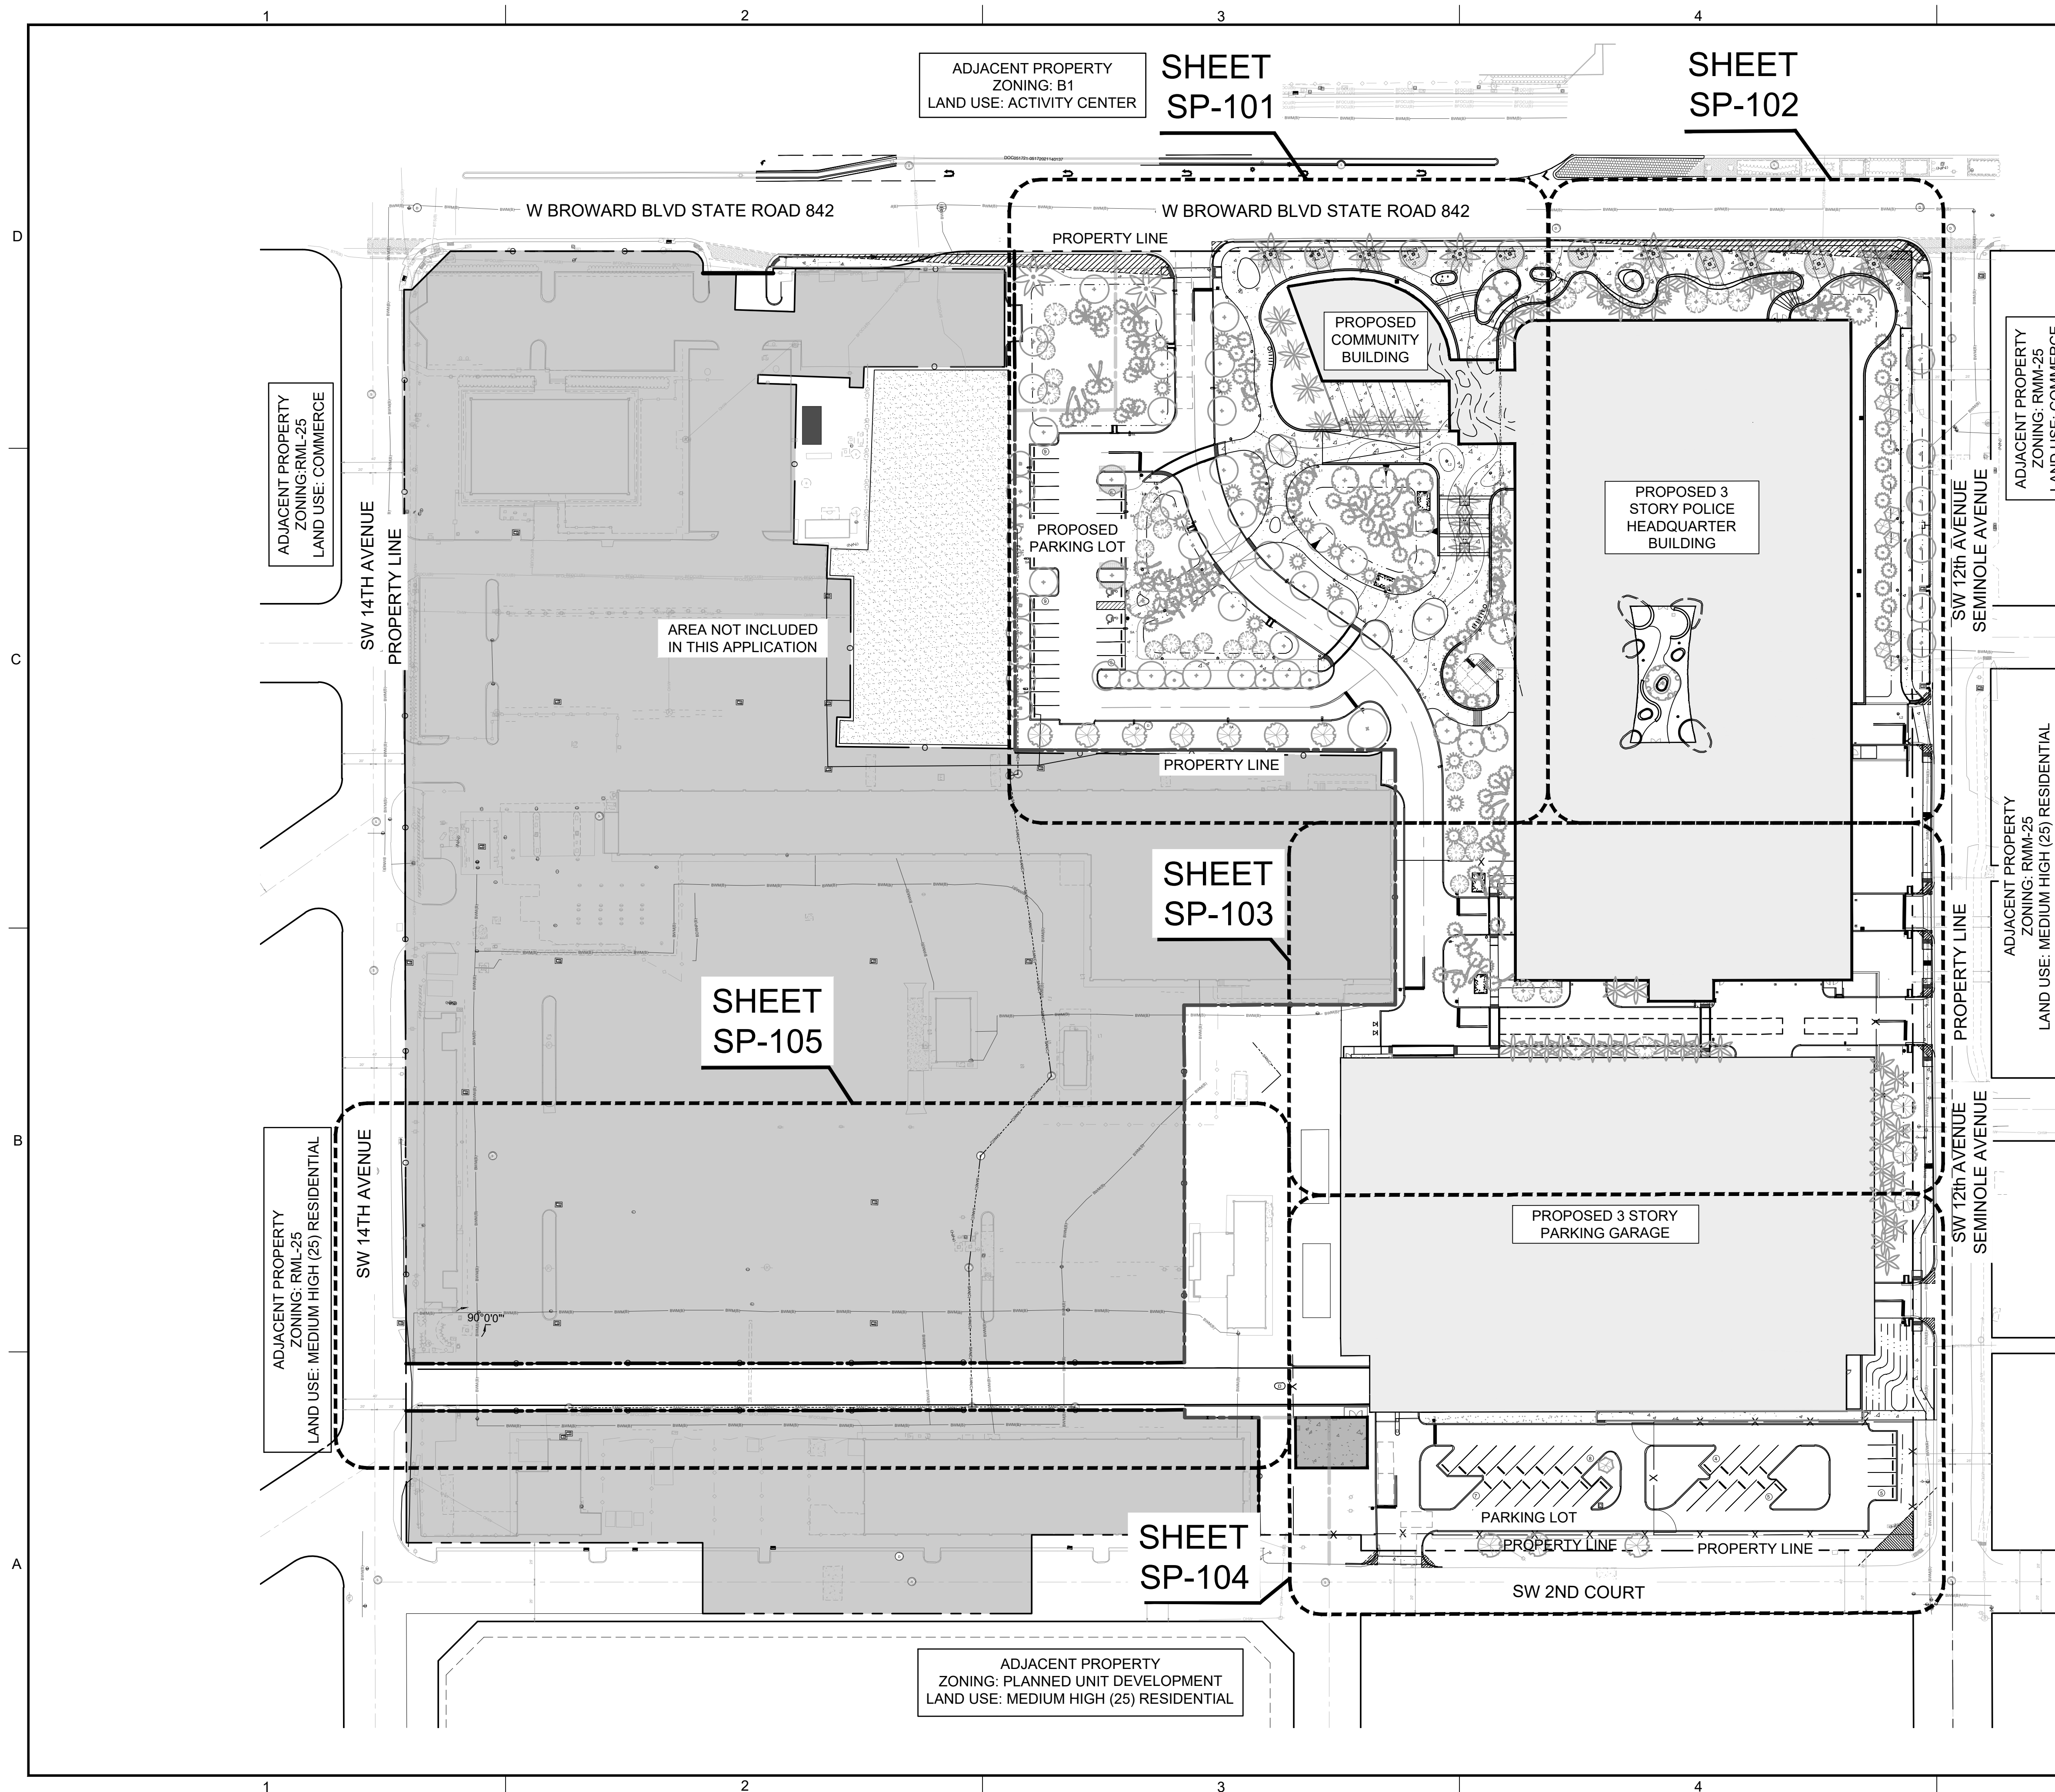 1
2
3
4
ADJACENT PROPERTY
ZONING: B1
LAND USE: ACTIVITY CENTER
SHEET
SP-101
SHEET
SP-102
W BROWARD BLVD STATE ROAD 842
W BROWARD BLVD STATE ROAD 842
D
PROPERTY LINE
PROPOSED
COMMUNITY
BUILDING
ADJACENT PROPERTY
ZONING:RML-25
LAND USE: COMMERCE
SW 14TH AVENUE
PROPERTY LINE
PROPOSED
PARKING LOT
PROPOSED 3
STORY POLICE
HEADQUARTER
BUILDING
SW 12th AVENUE
SEMINOLE AVENUE
ADJACENT PROPERTY
ZONING: RMM-25
LAND USE: COMMERCE
AREA NOT INCLUDED
IN THIS APPLICATION
C
PROPERTY LINE
ADJACENT PROPERTY
ZONING: RMM-25
LAND USE: MEDIUM HIGH (25) RESIDENTIAL
SHEET
SP-103
PROPERTY LINE
SHEET
SP-105
B
ADJACENT PROPERTY
ZONING: RML-25
LAND USE: MEDIUM HIGH (25) RESIDENTIAL
SW 14TH AVENUE
SW 12th AVENUE
SEMINOLE AVENUE
PROPOSED 3 STORY
PARKING GARAGE
90°0'0"
PARKING LOT
PROPERTY LINE
PROPERTY LINE
SHEET
SP-104
A
SW 2ND COURT
ADJACENT PROPERTY
ZONING: PLANNED UNIT DEVELOPMENT
LAND USE: MEDIUM HIGH (25) RESIDENTIAL
1
2
3
4